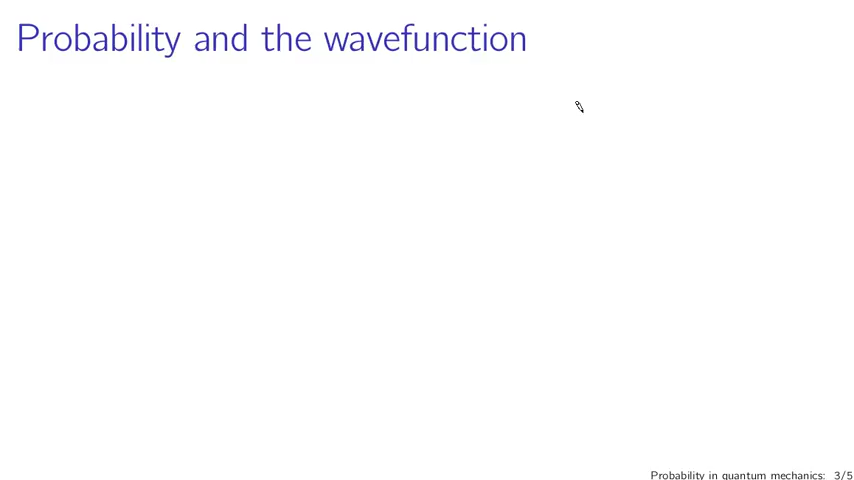 Probability and the wavefunction
Probability in quantum mechanics: 3/5